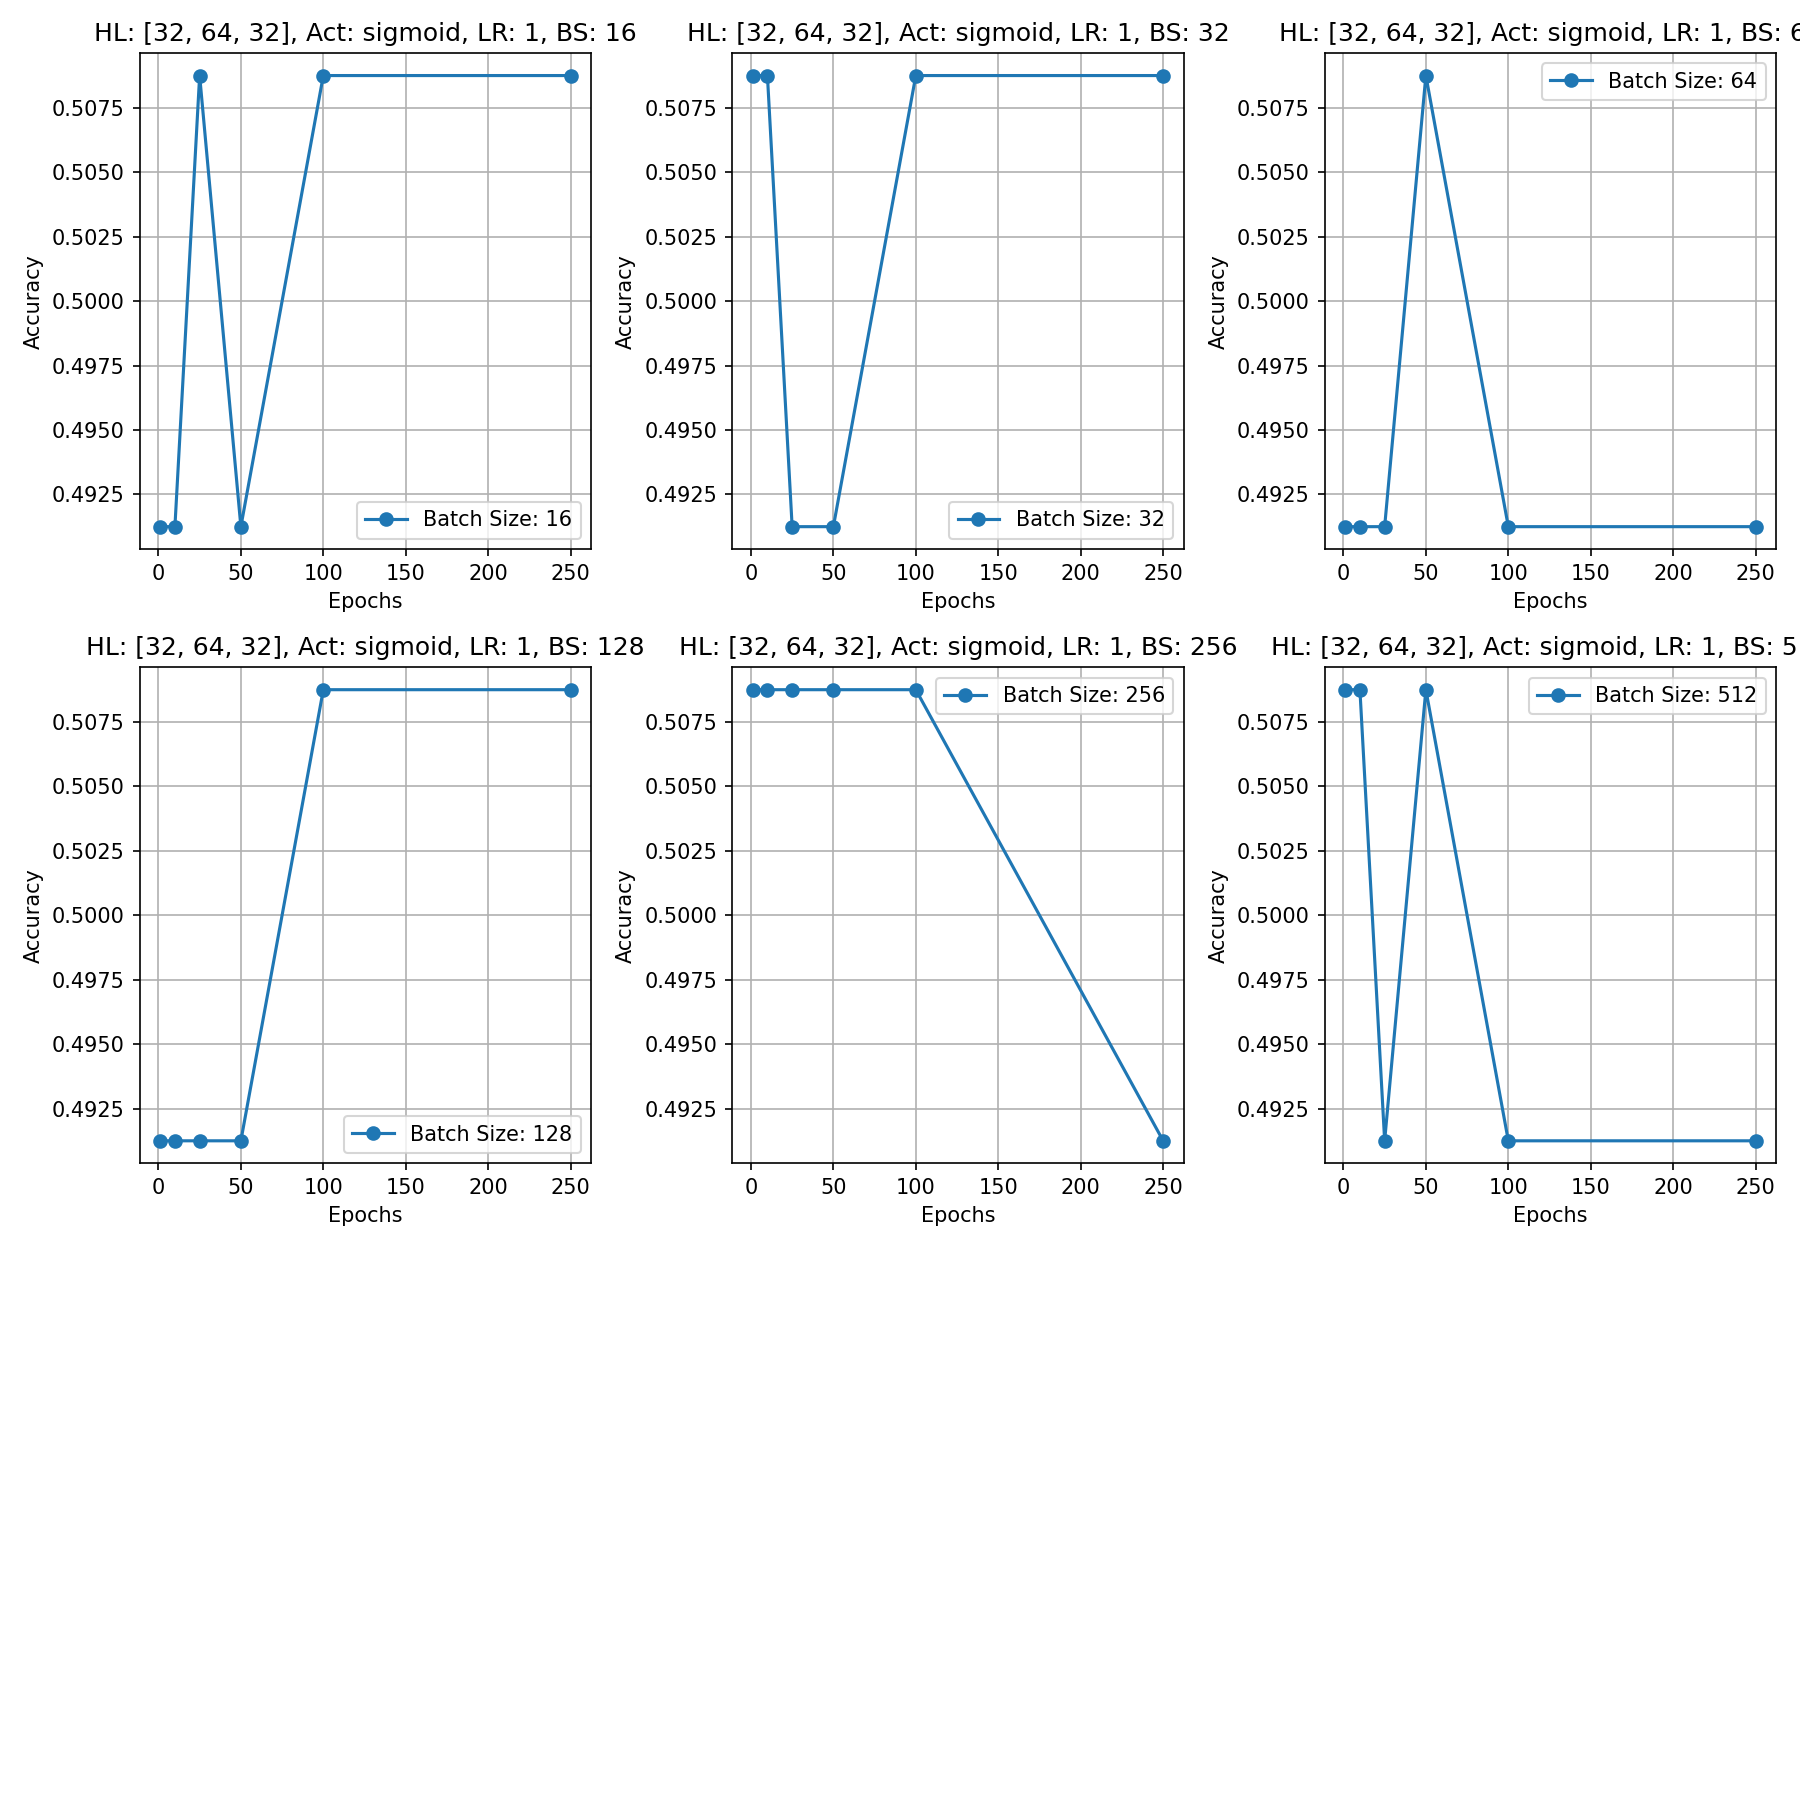 HL: [32, 64, 32], Act: sigmoid, LR: 1, BS: 16
0.5075
0.5050
0.5025
0.5000
0.4975
0.4950
0.4925
Accuracy
Batch Size: 16
0 50 100 150 200 250
Epochs
HL: [32, 64, 32], Act: sigmoid, LR: 1, BS: 32
0.5075
0.5050
0.5025
0.5000
0.4975
0.4950
0.4925
Accuracy
Batch Size: 32
0 50 100 150 200 250
Epochs
HL: [32, 64, 32], Act: sigmoid, LR: 1, BS: 6
Batch Size: 64
0.5075
0.5050
0.5025
0.5000
0.4975
0.4950
0.4925
Accuracy
0 50 100 150 200 250
Epochs
HL: [32, 64, 32], Act: sigmoid, LR: 1, BS: 128
0.5075
0.5050
0.5025
0.5000
0.4975
0.4950
0.4925
Accuracy
Batch Size: 128
0 50 100 150 200 250
Epochs
HL: [32, 64, 32], Act: sigmoid, LR: 1, BS: 256
Batch Size: 256
0.5075
0.5050
0.5025
0.5000
0.4975
0.4950
0.4925
Accuracy
0 50 100 150 200 250
Epochs
HL: [32, 64, 32], Act: sigmoid, LR: 1, BS: 5
Batch Size: 512
0.5075
0.5050
0.5025
0.5000
0.4975
0.4950
0.4925
Accuracy
0 50 100 150 200 250
Epochs